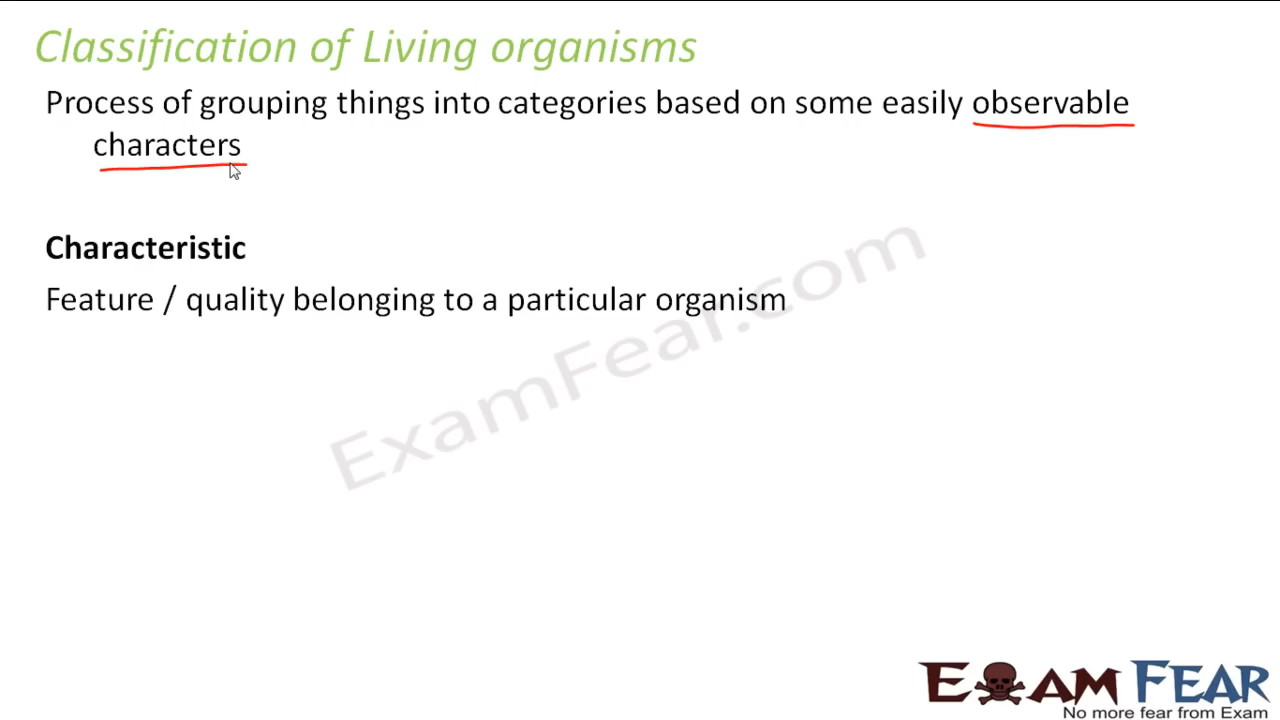 Classification of Living organisms
Process of grouping things into categories based on some easily observable
characters
Characteristic
Feature / quality belonging to a particular organism
ExamFear.com
EXAM FEAR
No more fear from Exam